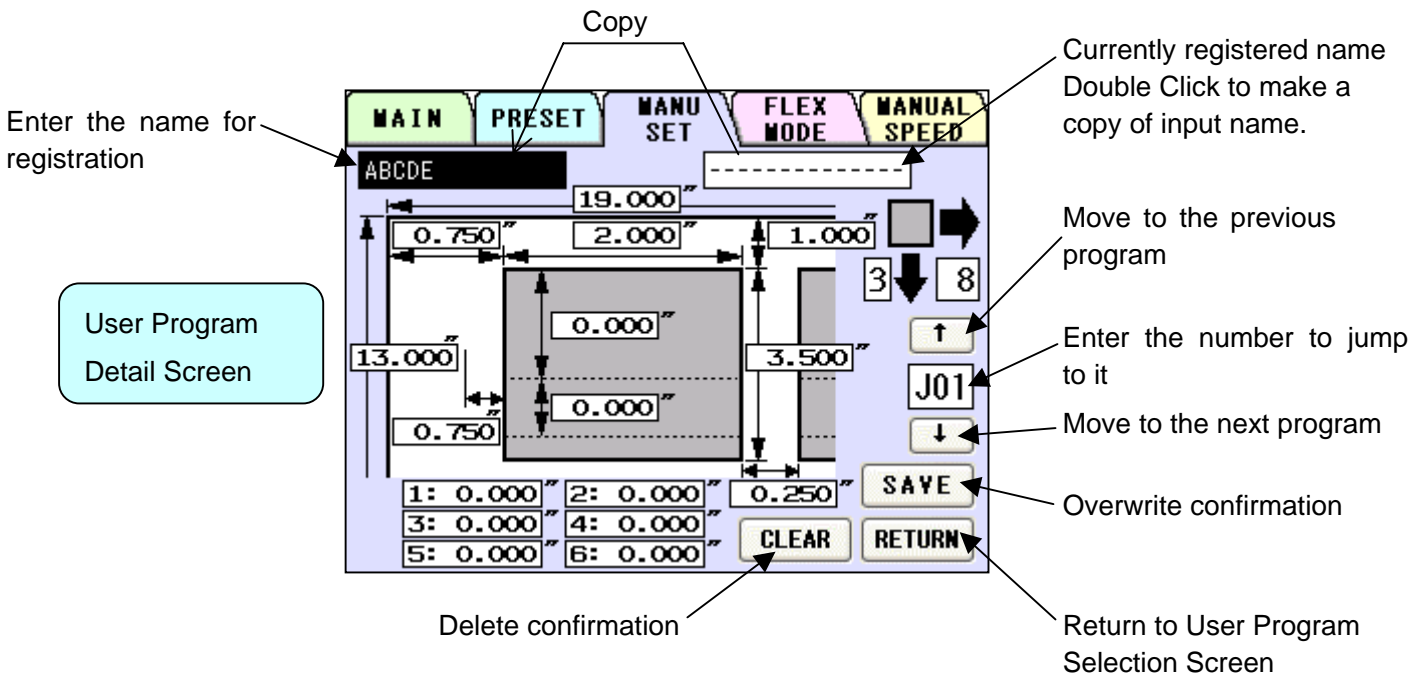 Copy
Currently registered name
Double Click to make a
copy of input name.
Enter the name for
registration
MAIN
PRESET
MANU
SET
FLEX
MODE
MANUAL
SPEED
ABCDE
---------------
19.000"
0.750"
2.000"
1.000"
3
8
Move to the previous
program
User Program
Detail Screen
0.000"
13.000"
3.500"
↑
Enter the number to jump
to it
J01
0.000"
0.750"
↓
Move to the next program
1: 0.000" 2: 0.000" 0.250"
SAVE
Overwrite confirmation
3: 0.000" 4: 0.000"
5: 0.000" 6: 0.000"
CLEAR
RETURN
Delete confirmation
Return to User Program
Selection Screen